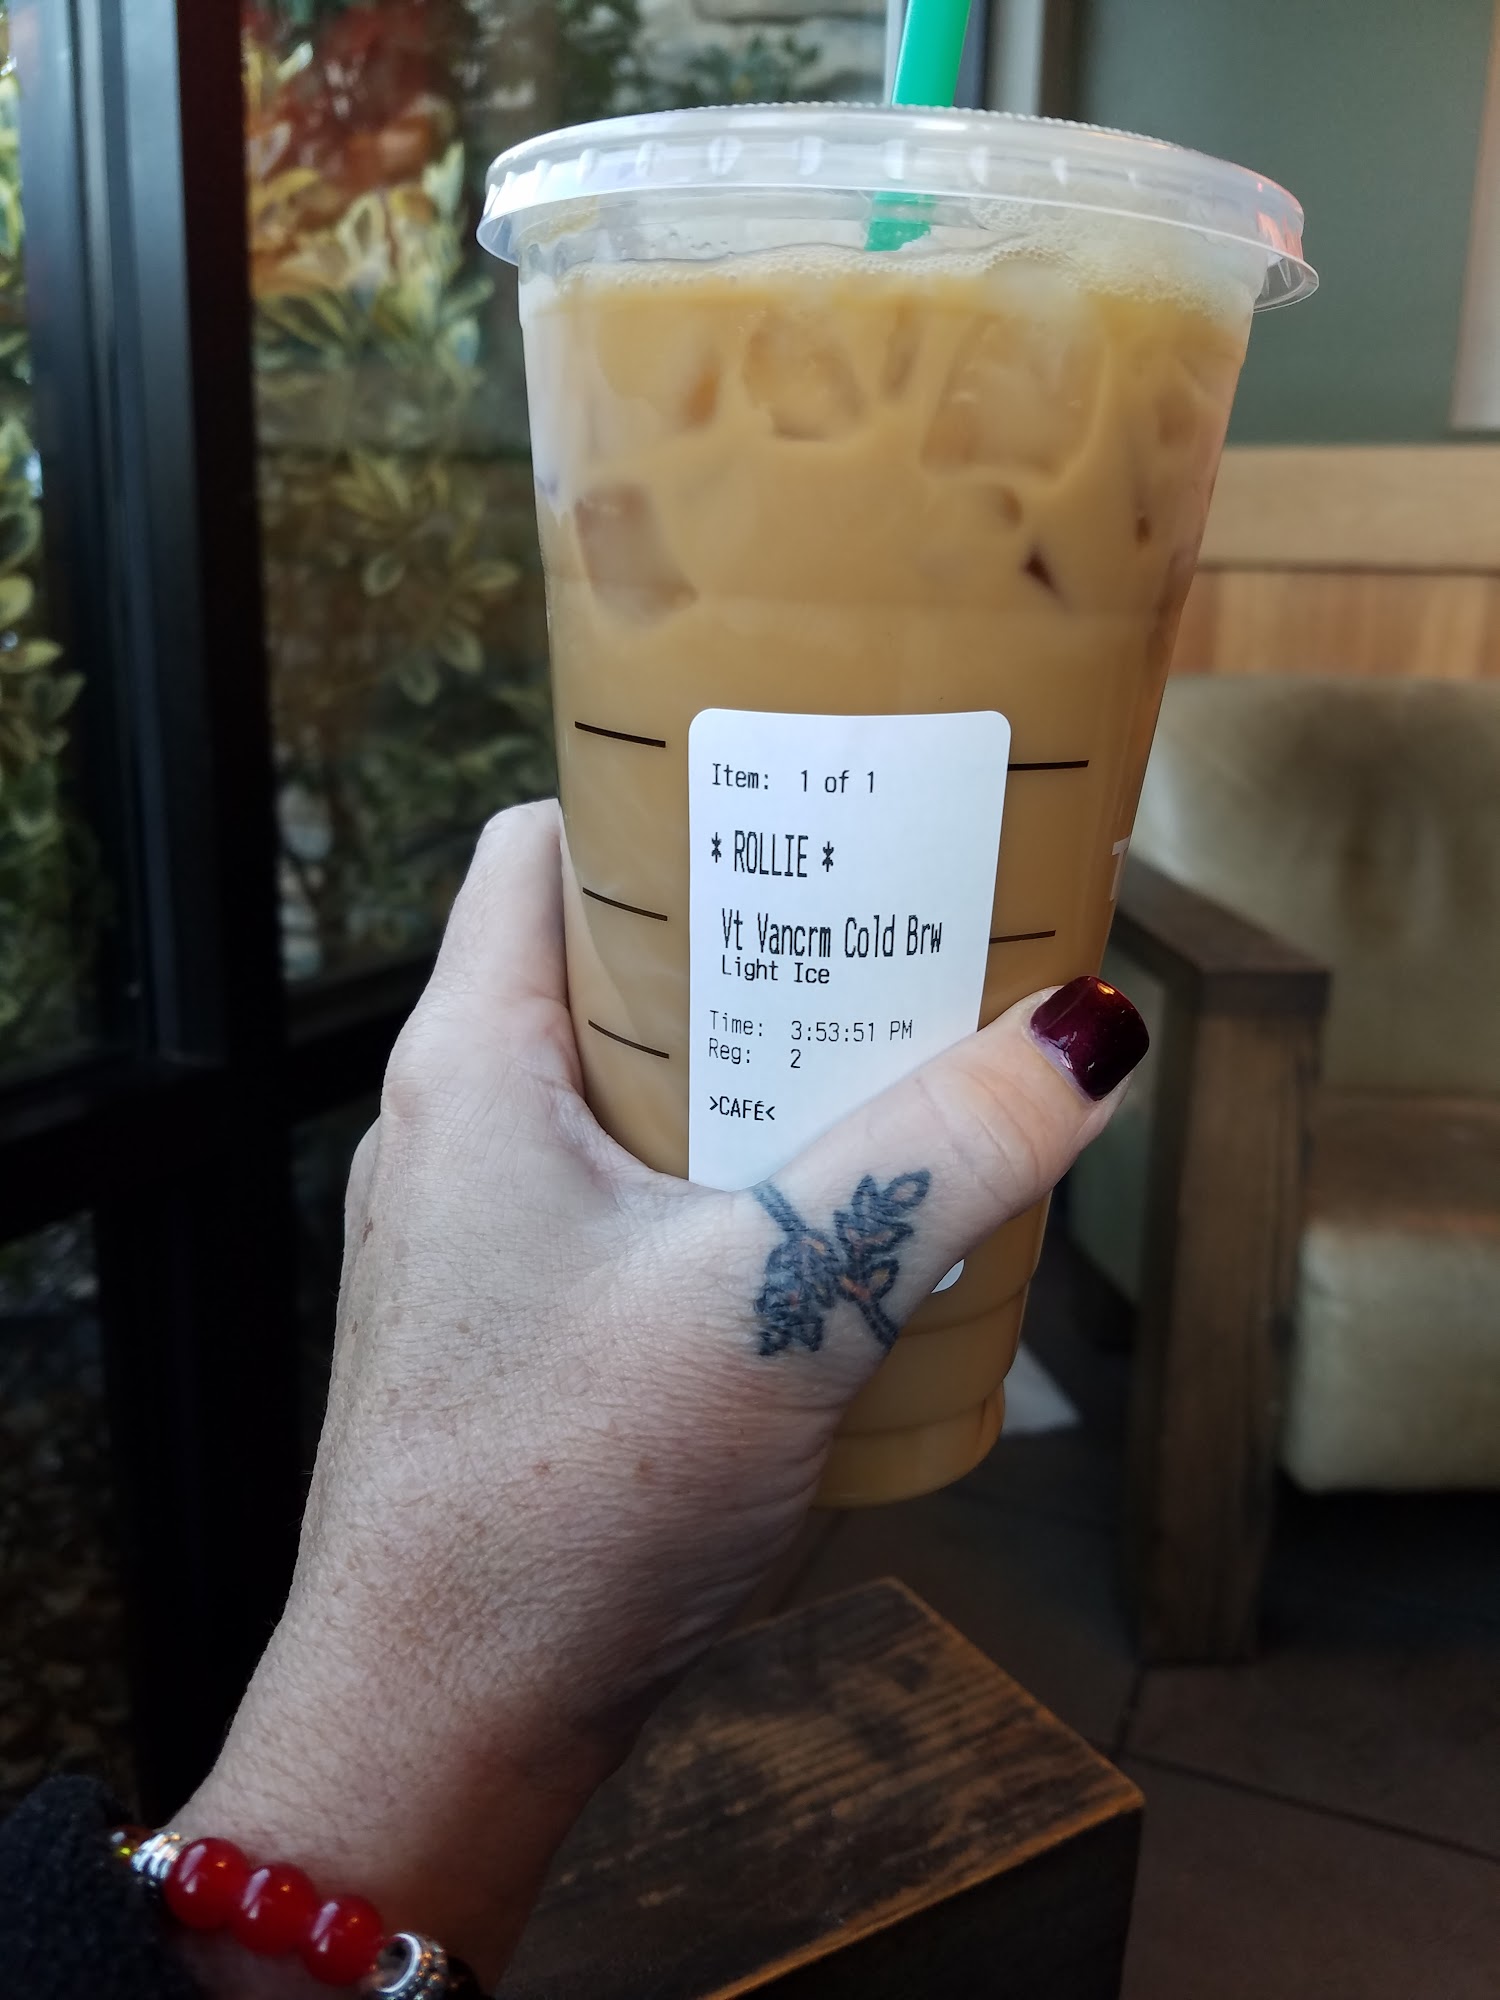 Item: 1 of 1
* ROLLIE *
Vt Vancrm Cold Brw
Light Ice
Time: 3:53:51 PM
Reg: 2
>CAFÉ<